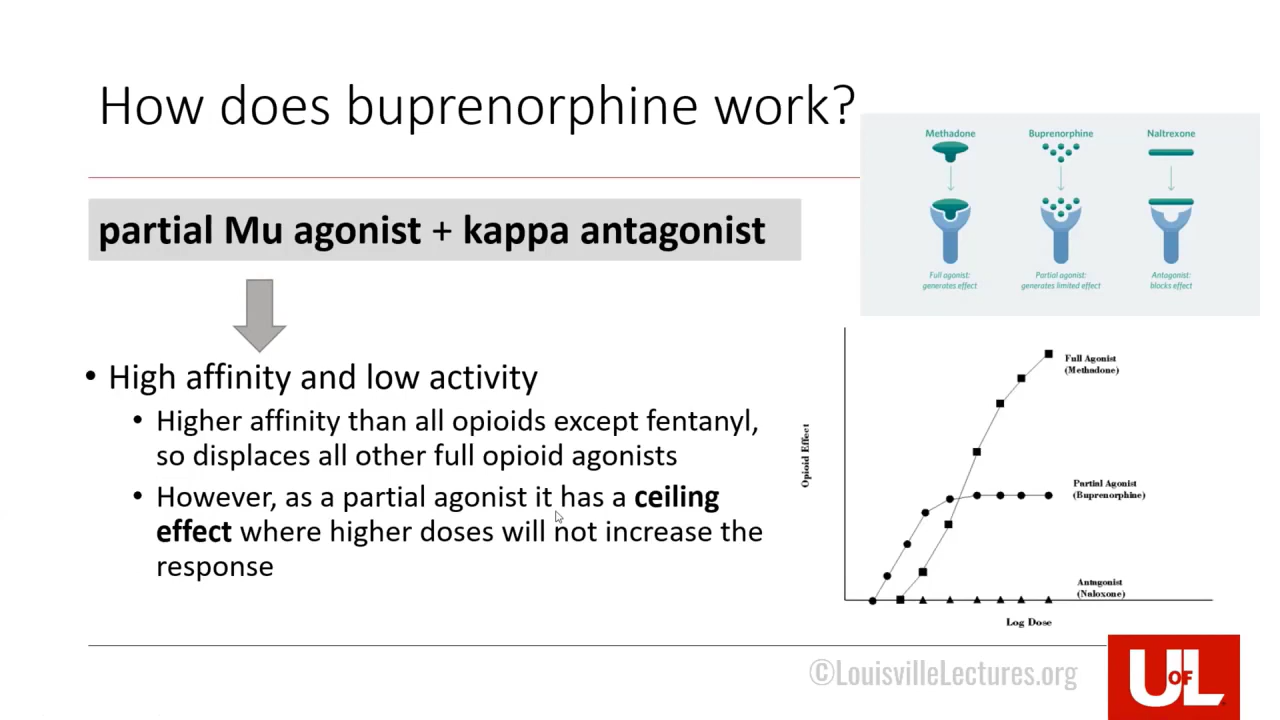 How does buprenorphine work?
partial Mu agonist + kappa antagonist
• High affinity and low activity
• Higher affinity than all opioids except fentanyl,
so displaces all other full opioid agonists
• However, as a partial agonist it has a ceiling
effect where higher doses will not increase the
response
Methadone
Buprenorphine
Naltrexone
Full agonist:
generates effect
Partial agonist:
generates limited effect
Antagonist:
blocks effect
Opioid Effect
Full Agonist
(Methadone)
Partial Agonist
(Buprenorphine)
Antagonist
(Naloxone)
Log Dose
©LouisvilleLectures.org
U OF L